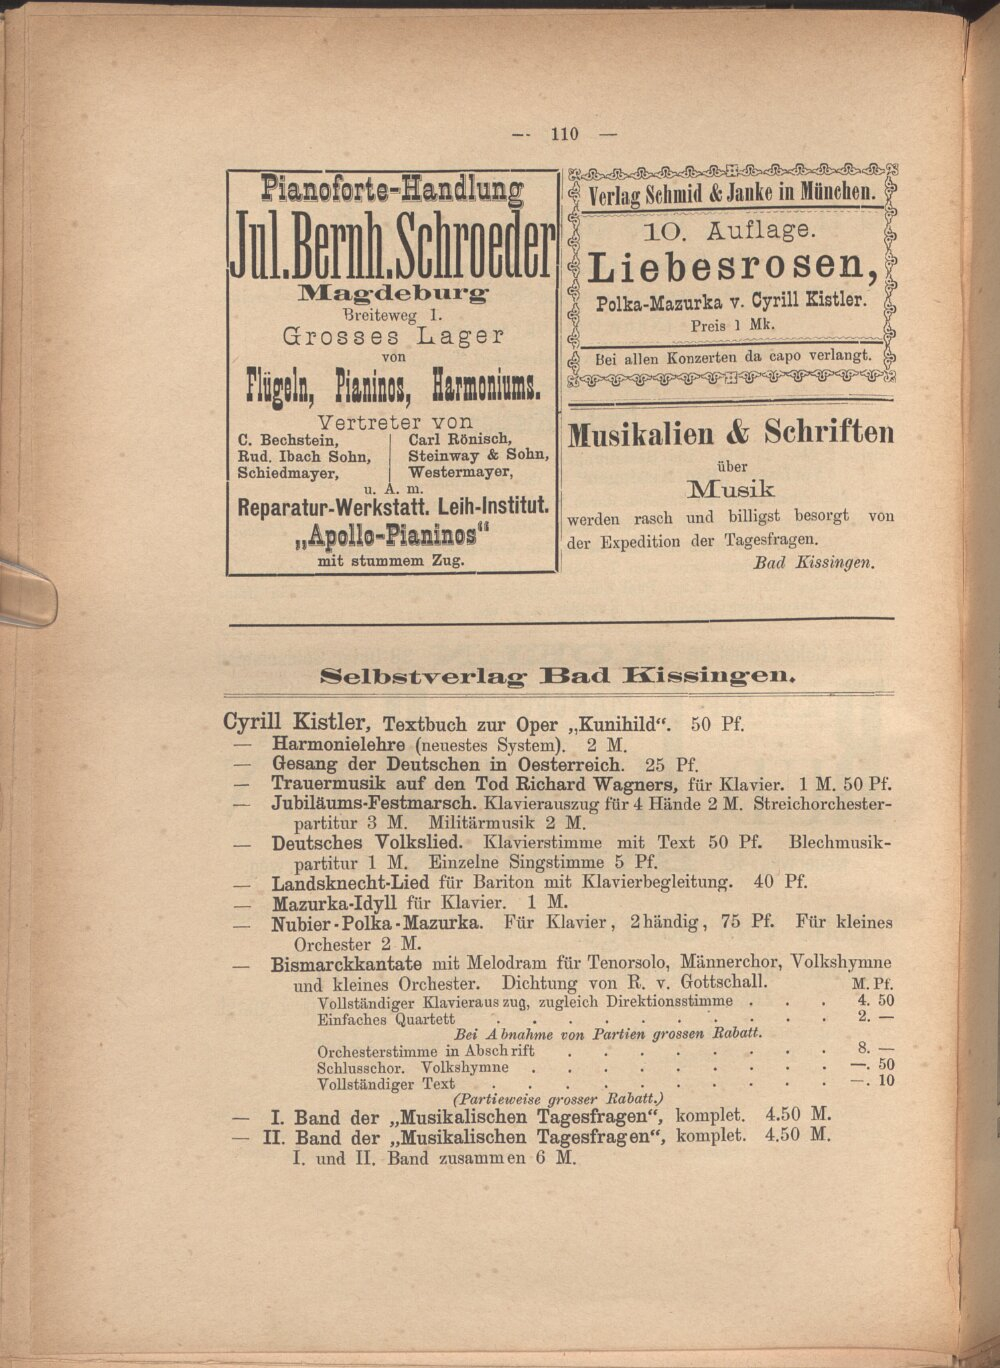 — 110 —
Pianoforte-Handlung
Jul. Bernh. Schroeder
Magdeburg
Breiteweg 1.
Grosses Lager
von
Flügeln, Pianinos, Harmoniums.
Vertreter von
C. Bechstein,
Rud. Ibach Sohn,
Schiedmayer,
Carl Rönisch,
Steinway & Sohn,
Westermayer,
u. A. m.
Reparatur-Werkstatt. Leih-Institut.
„Apollo-Pianinos“
mit stummem Zug.
Verlag Schmid & Janke in München.
10. Auflage.
Liebesrosen,
Polka-Mazurka v. Cyrill Kistler.
Preis 1 Mk.
Bei allen Konzerten da capo verlangt.
Musikalien & Schriften
über
Musik
werden rasch und billigst besorgt von
der Expedition der Tagesfragen.
Bad Kissingen.
Selbstverlag Bad Kissingen.
Cyrill Kistler, Textbuch zur Oper „Kunihild“. 50 Pf.
— Harmonielehre (neuestes System). 2 M.
— Gesang der Deutschen in Oesterreich. 25 Pf.
— Trauermusik auf den Tod Richard Wagners, für Klavier. 1 M. 50 Pf.
— Jubiläums-Festmarsch. Klavierauszug für 4 Hände 2 M. Streichorchester-
partitur 3 M. Militärmusik 2 M.
— Deutsches Volkslied. Klavierstimme mit Text 50 Pf. Blechmusik-
partitur 1 M. Einzelne Singstimme 5 Pf.
— Landsknecht-Lied für Bariton mit Klavierbegleitung. 40 Pf.
— Mazurka-Idyll für Klavier. 1 M.
— Nubier-Polka-Mazurka. Für Klavier, 2händig, 75 Pf. Für kleines
Orchester 2 M.
— Bismarckkantate mit Melodram für Tenorsolo, Männerchor, Volkshymne
und kleines Orchester. Dichtung von R. v. Gottschall. M. Pf.
Vollständiger Klavierauszug, zugleich Direktionsstimme . . . 4. 50
Einfaches Quartett . . . . . . . . . . 2. —
Bei Abnahme von Partien grossen Rabatt.
Orchesterstimme in Abschrift . . . . . . . . 8. —
Schlusschor. Volkshymne . . . . . . . . . —. 50
Vollständiger Text . . . . . . . . . . —. 10
(Partieweise grosser Rabatt.)
— I. Band der „Musikalischen Tagesfragen“, komplet. 4.50 M.
— II. Band der „Musikalischen Tagesfragen“, komplet. 4.50 M.
I. und II. Band zusammen 6 M.